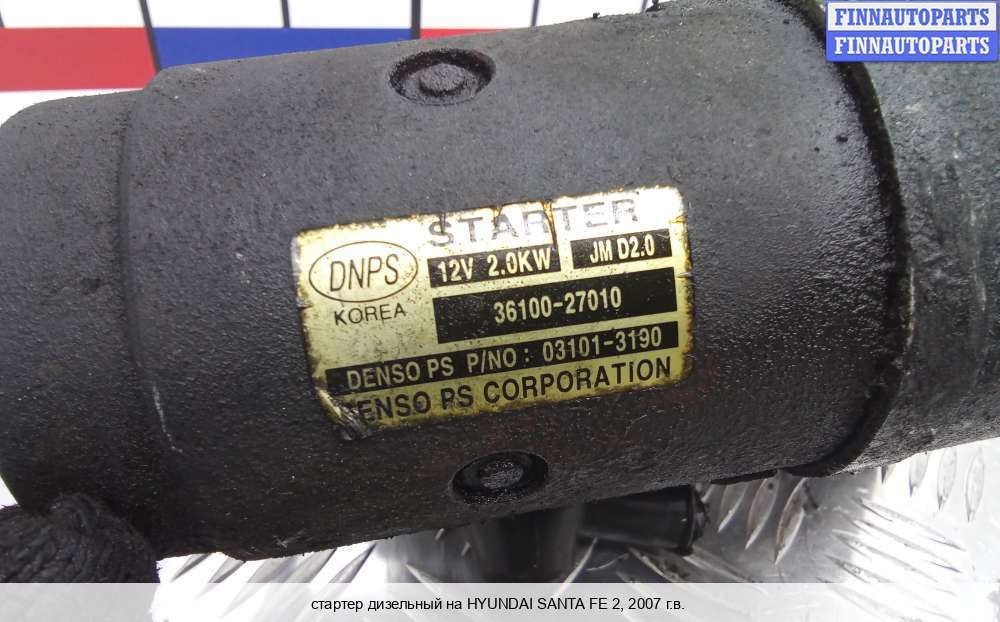 FINNAUTOPARTS
FINNAUTOPARTS
STARTER
DNPS
KOREA
12V 2.0KW
JM D2.0
36100-27010
DENSO PS P/NO: 03101-3190
DENSO PS CORPORATION
стартер дизельный на HYUNDAI SANTA FE 2, 2007 г.в.